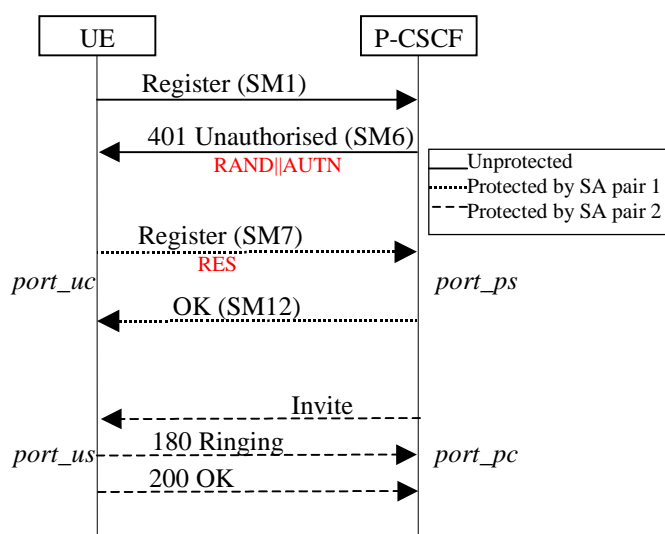 UE
P-CSCF
Register (SM1)
401 Unauthorised (SM6)
RAND||AUTN
Unprotected
Protected by SA pair 1
Protected by SA pair 2
Register (SM7)
RES
port_uc
port_ps
OK (SM12)
Invite
port_us
180 Ringing
port_pc
200 OK